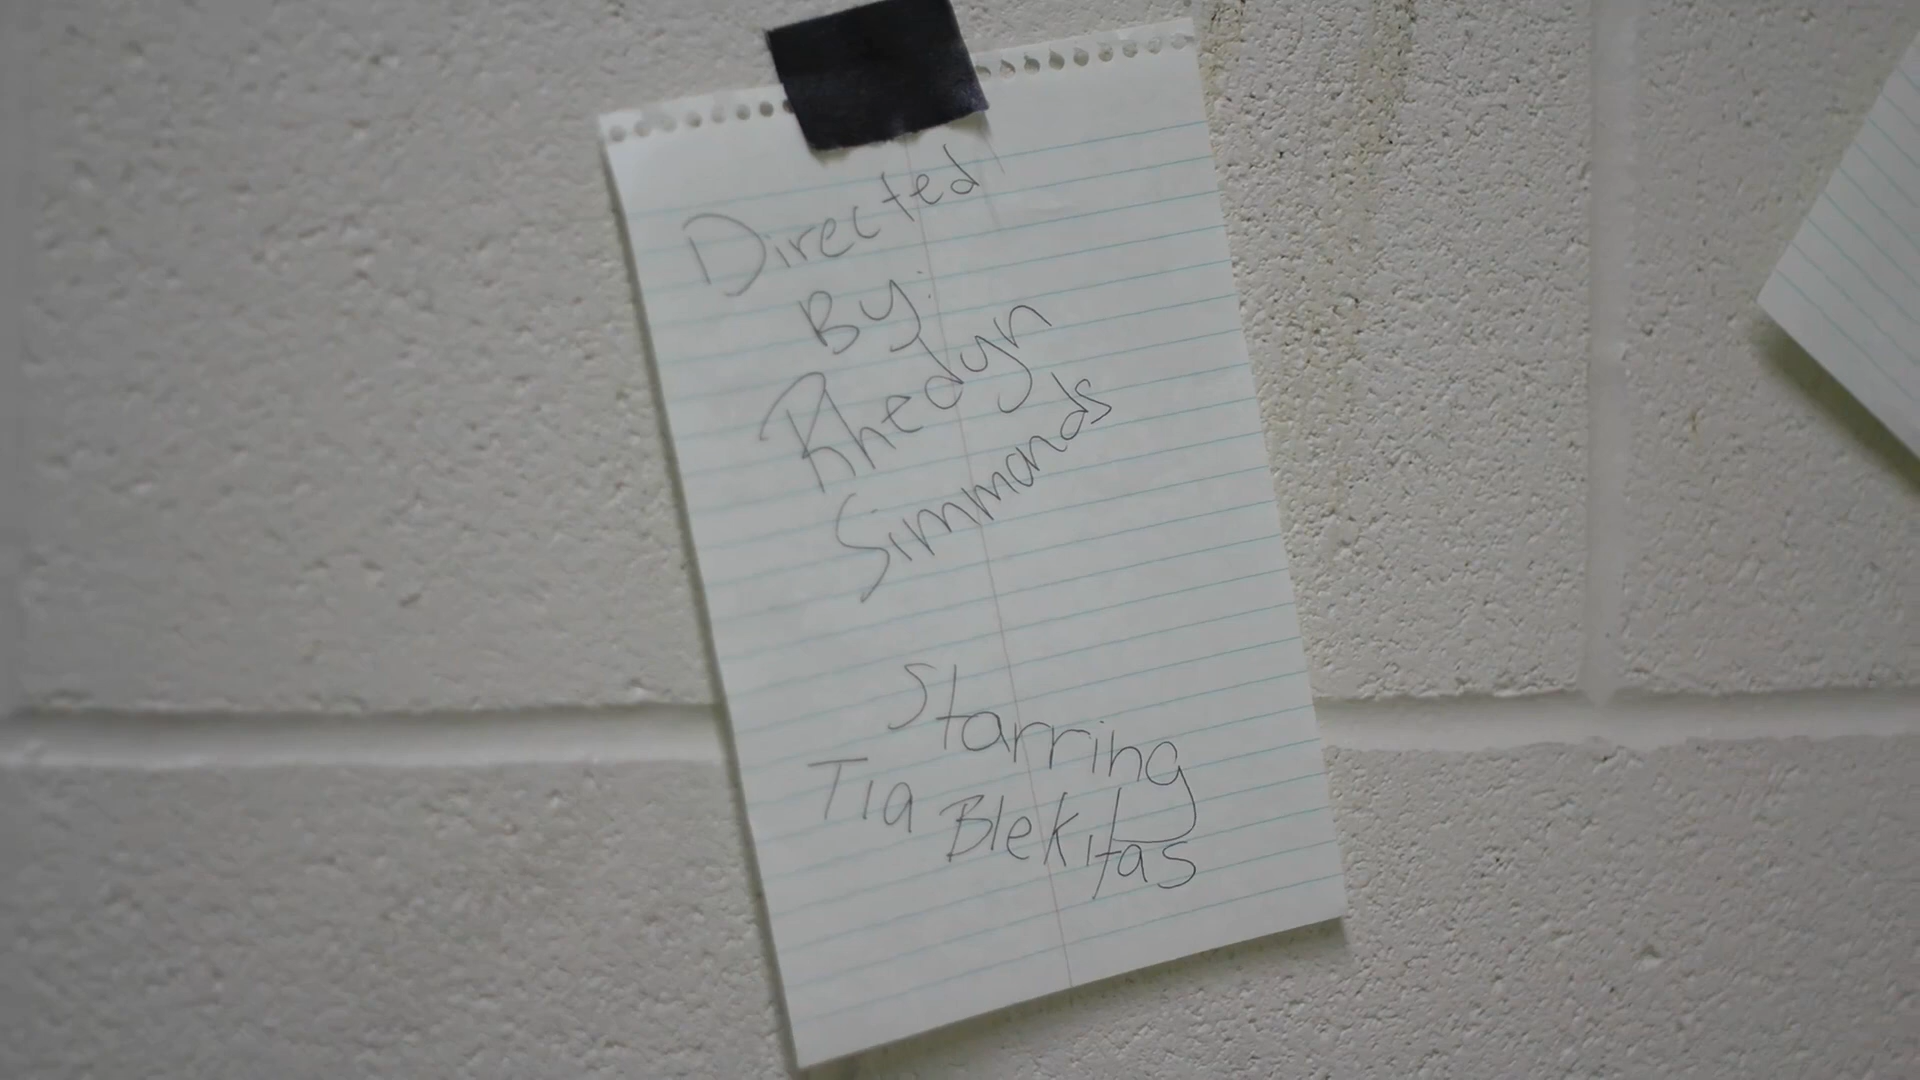 Directed
By:
Rhedyn
Simmonds
Starring
Tia Blekitas